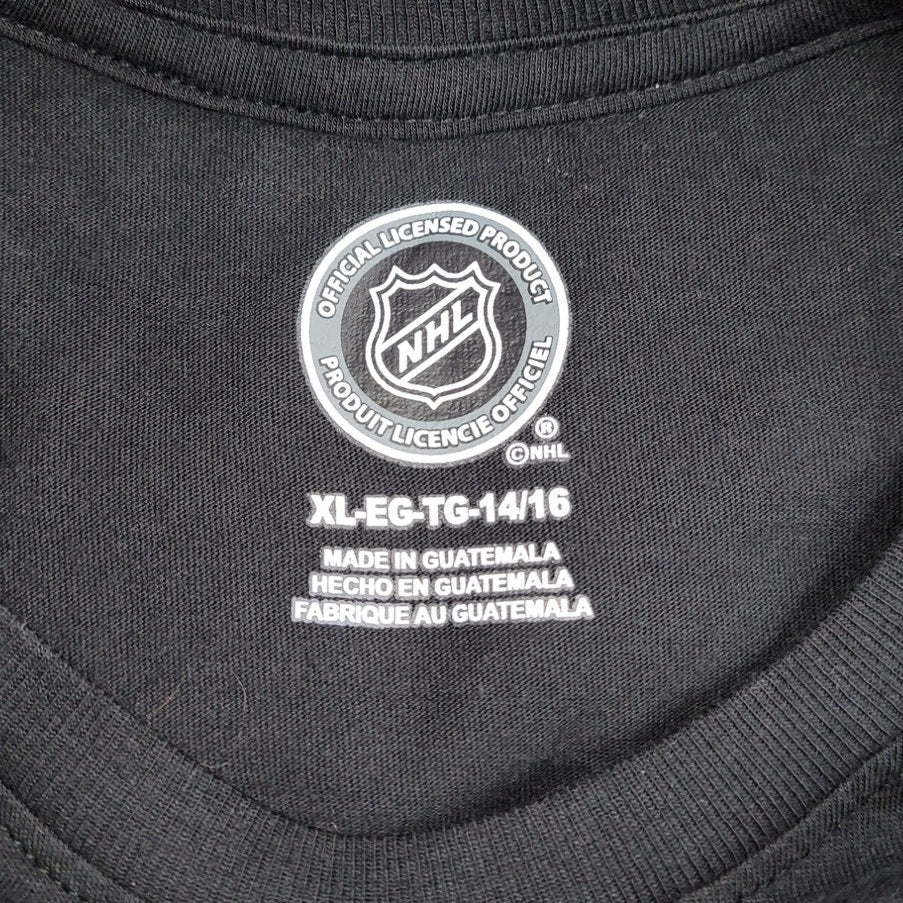 OFFICIAL LICENSED PRODUCT
NHL
PRODUIT LICENCIE OFFICIEL
®
©NHL
XL-EG-TG-14/16
MADE IN GUATEMALA
HECHO EN GUATEMALA
FABRIQUE AU GUATEMALA